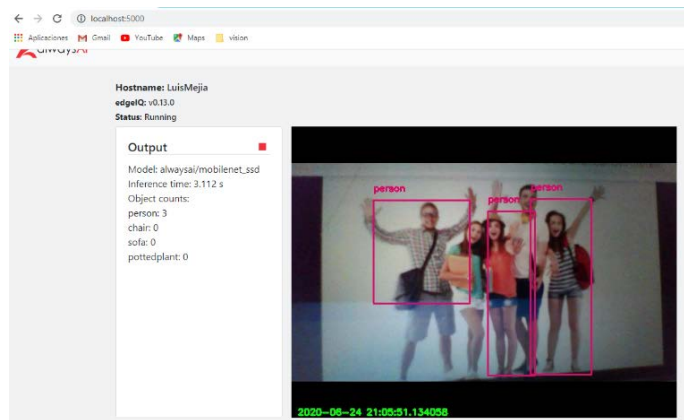 localhost:5000
Aplicaciones Gmail YouTube Maps vision
alwaysAI
Hostname: LuisMejia
edgeIQ: v0.13.0
Status: Running
Output
Model: alwaysai/mobilenet_ssd
Inference time: 3.112 s
Object counts:
person: 3
chair: 0
sofa: 0
pottedplant: 0
person
person
person
2020-06-24 21:05:51.134058